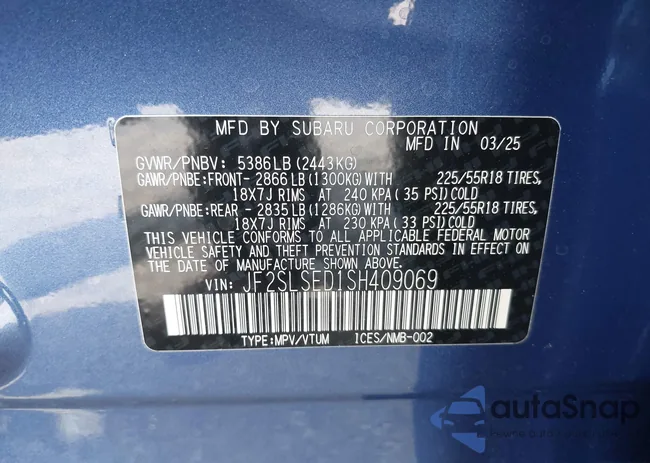 MFD BY SUBARU CORPORATION
MFD IN 03/25
GVWR/PNBV: 5386LB (2443KG)
GAWR/PNBE:FRONT- 2866LB (1300KG)WITH 225/55R18 TIRES,
18X7J RIMS AT 240 KPA (35 PSI)COLD
GAWR/PNBE:REAR - 2835LB (1286KG)WITH 225/55R18 TIRES,
18X7J RIMS AT 230 KPA (33 PSI)COLD
THIS VEHICLE CONFORMS TO ALL APPLICABLE FEDERAL MOTOR
VEHICLE SAFETY AND THEFT PREVENTION STANDARDS IN EFFECT ON
THE DATE OF MANUFACTURE SHOWN ABOVE.
VIN: JF2SLSED1SH409069
TYPE:MPV/VTUM ICES/NMB-002
autoSnap